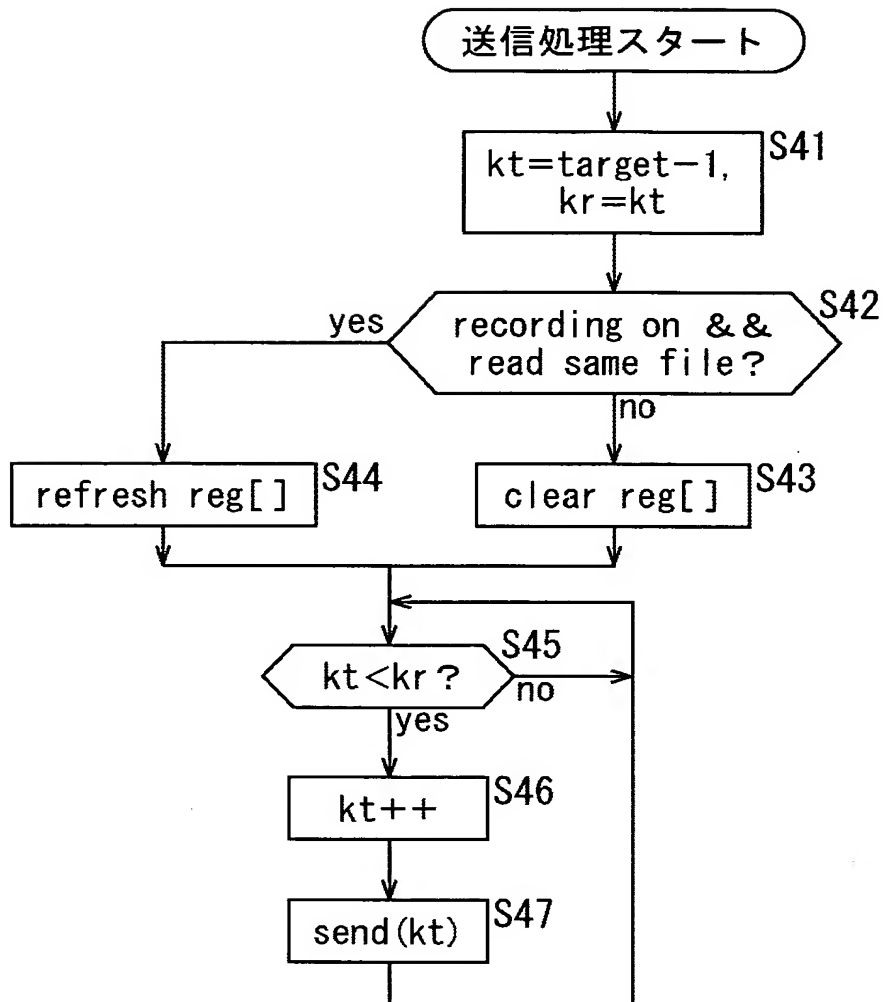 送信処理スタート
S41
kt=target-1,
kr=kt
S42
recording on &&
read same file?
yes
no
S44
refresh reg[]
S43
clear reg[]
S45
kt<kr?
no
yes
S46
kt++
S47
send(kt)